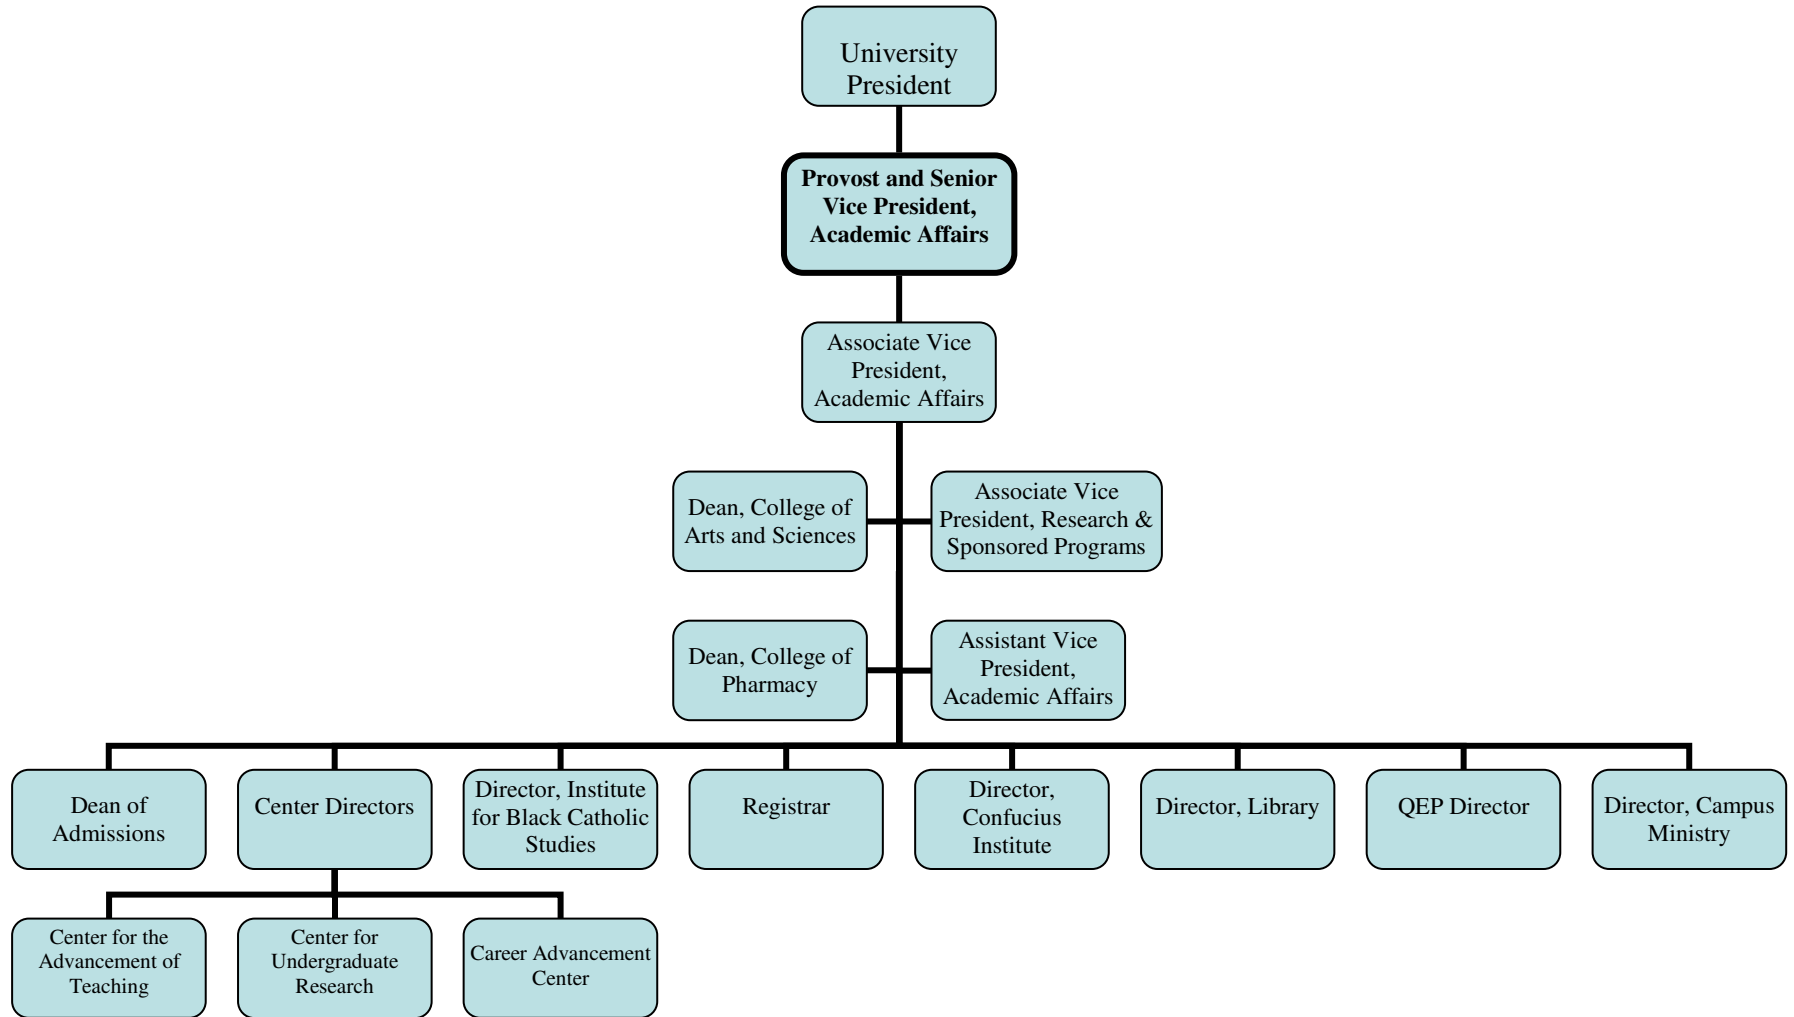 University
President
Provost and Senior
Vice President,
Academic Affairs
Associate Vice
President,
Academic Affairs
Dean, College of
Arts and Sciences
Associate Vice
President, Research &
Sponsored Programs
Dean, College of
Pharmacy
Assistant Vice
President,
Academic Affairs
Dean of
Admissions
Center Directors
Director, Institute
for Black Catholic
Studies
Registrar
Director,
Confucius
Institute
Director, Library
QEP Director
Director, Campus
Ministry
Center for the
Advancement of
Teaching
Center for
Undergraduate
Research
Career Advancement
Center